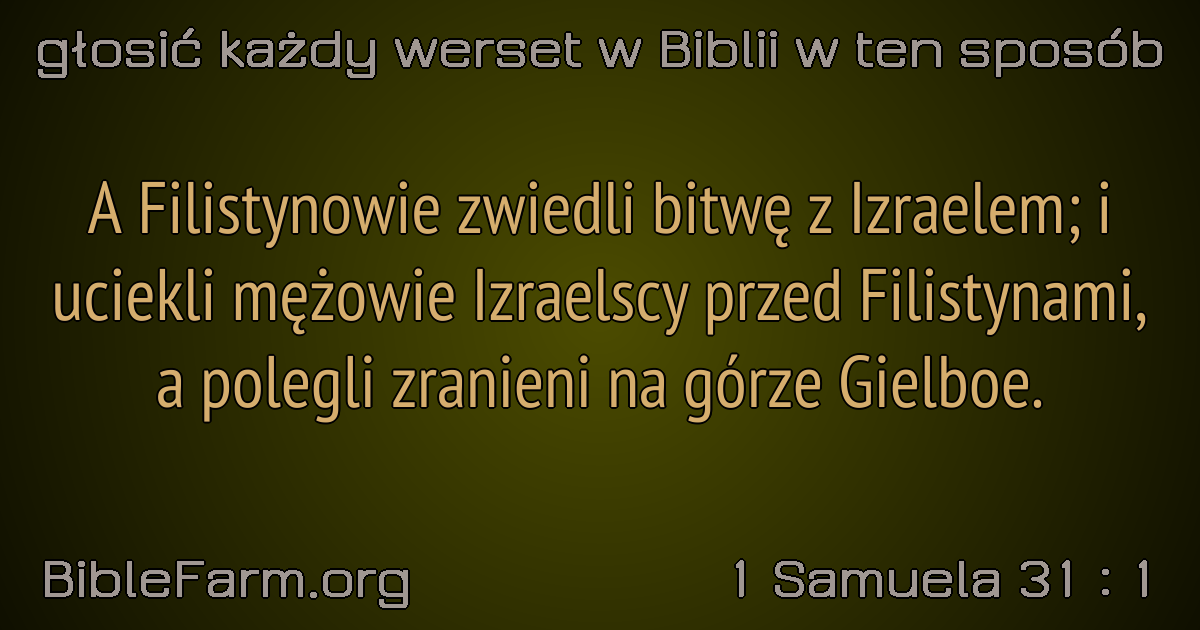 głosić każdy werset w Biblii w ten sposób
A Filistynowie zwiedli bitwę z Izraelem; i
uciekli mężowie Izraelscy przed Filistynami,
a polegli zranieni na górze Gielboe.
BibleFarm.org
1 Samuela 31 : 1